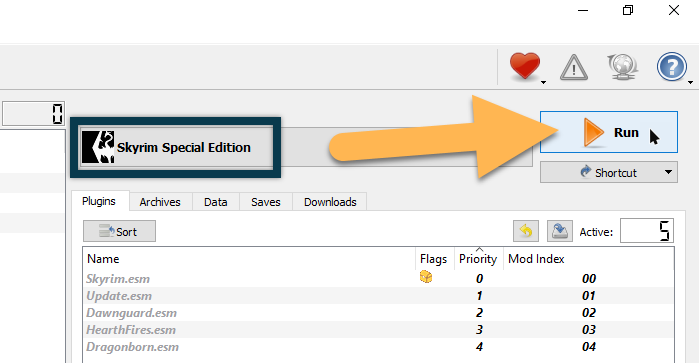 0
Skyrim Special Edition
Run
Shortcut
Plugins Archives Data Saves Downloads
Sort Active: 5
Name Flags Priority Mod Index
Skyrim.esm 0 00
Update.esm 1 01
Dawnguard.esm 2 02
HearthFires.esm 3 03
Dragonborn.esm 4 04